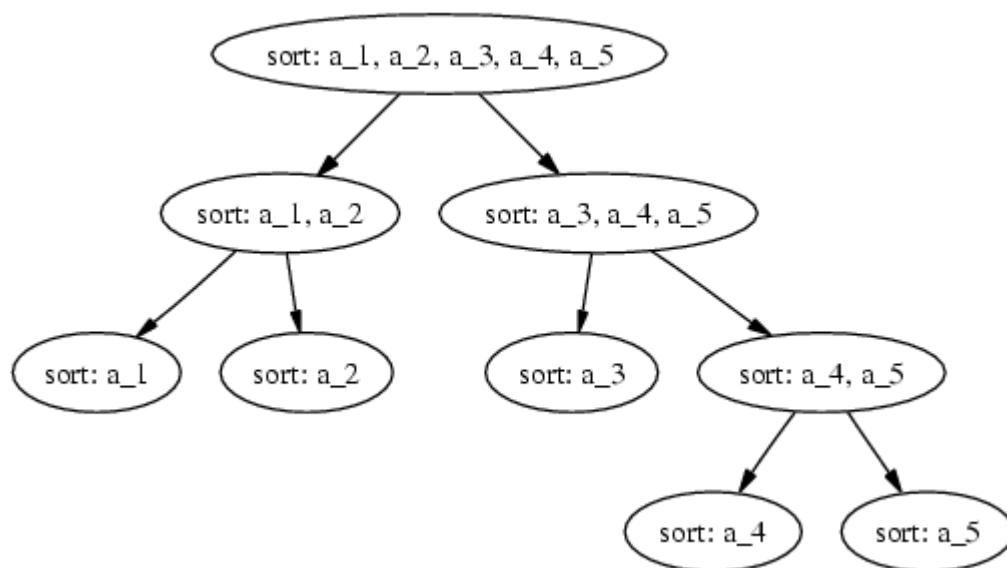 sort: a_1, a_2, a_3, a_4, a_5
sort: a_1, a_2
sort: a_3, a_4, a_5
sort: a_1
sort: a_2
sort: a_3
sort: a_4, a_5
sort: a_4
sort: a_5